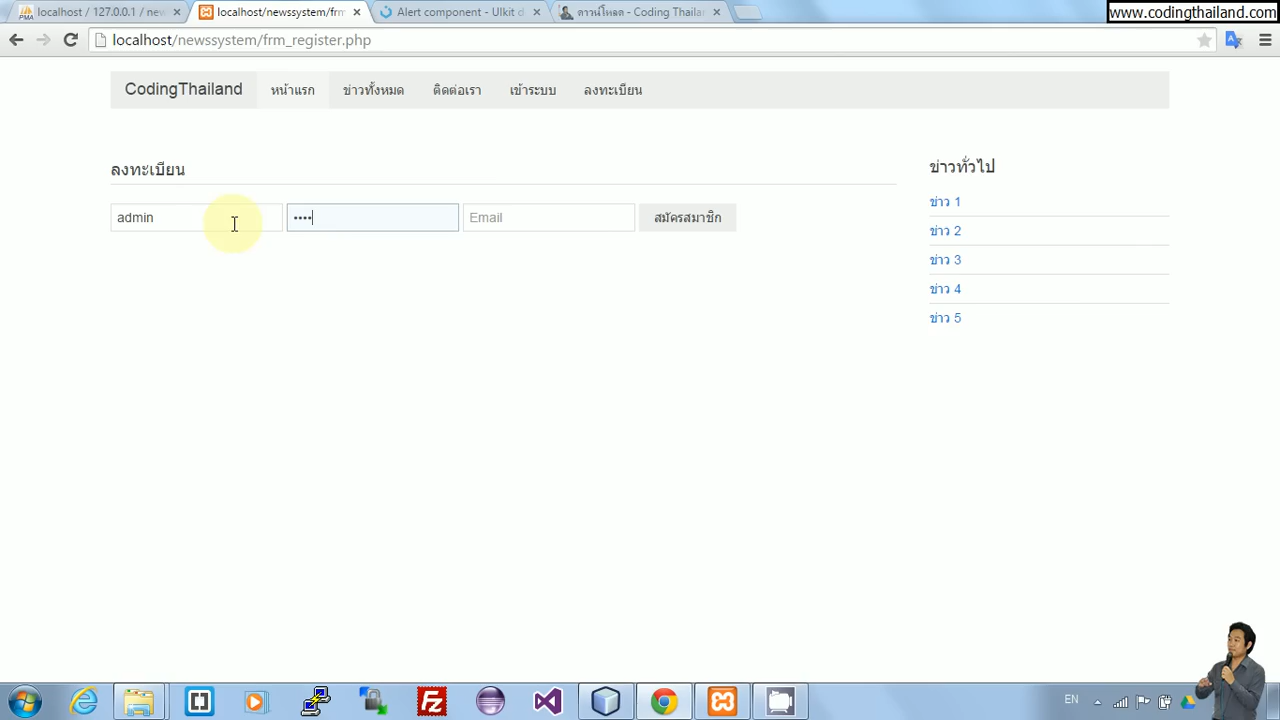 www.codingthailand.com
localhost / 127.0.0.1 / new
localhost/newssystem/frm
Alert component - UIkit d
ดาวน์โหลด - Coding Thailan
localhost/newssystem/frm_register.php
CodingThailand หน้าแรก ข่าวทั้งหมด ติดต่อเรา เข้าระบบ ลงทะเบียน
ลงทะเบียน
admin •••• Email สมัครสมาชิก
ข่าวทั่วไป
ข่าว 1
ข่าว 2
ข่าว 3
ข่าว 4
ข่าว 5
EN